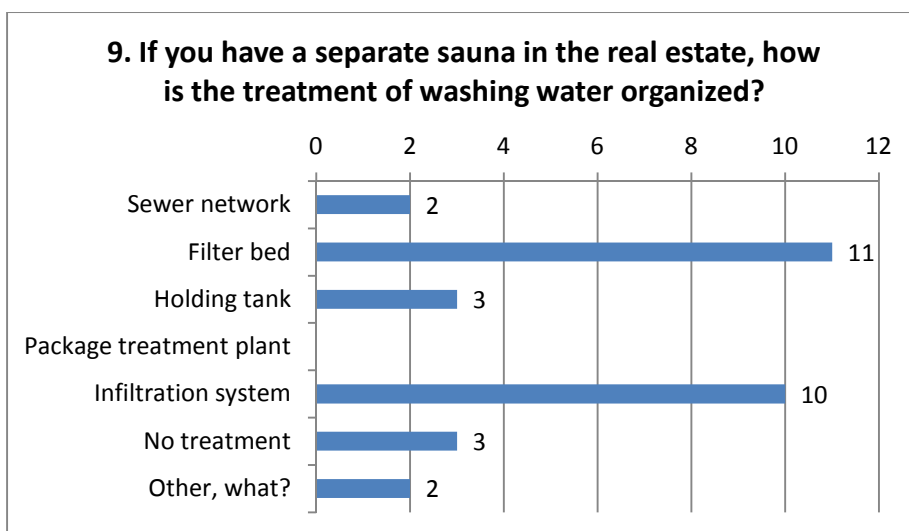 9. If you have a separate sauna in the real estate, how
is the treatment of washing water organized?
0 2 4 6 8 10 12
Sewer network 2
Filter bed 11
Holding tank 3
Package treatment plant
Infiltration system 10
No treatment 3
Other, what? 2